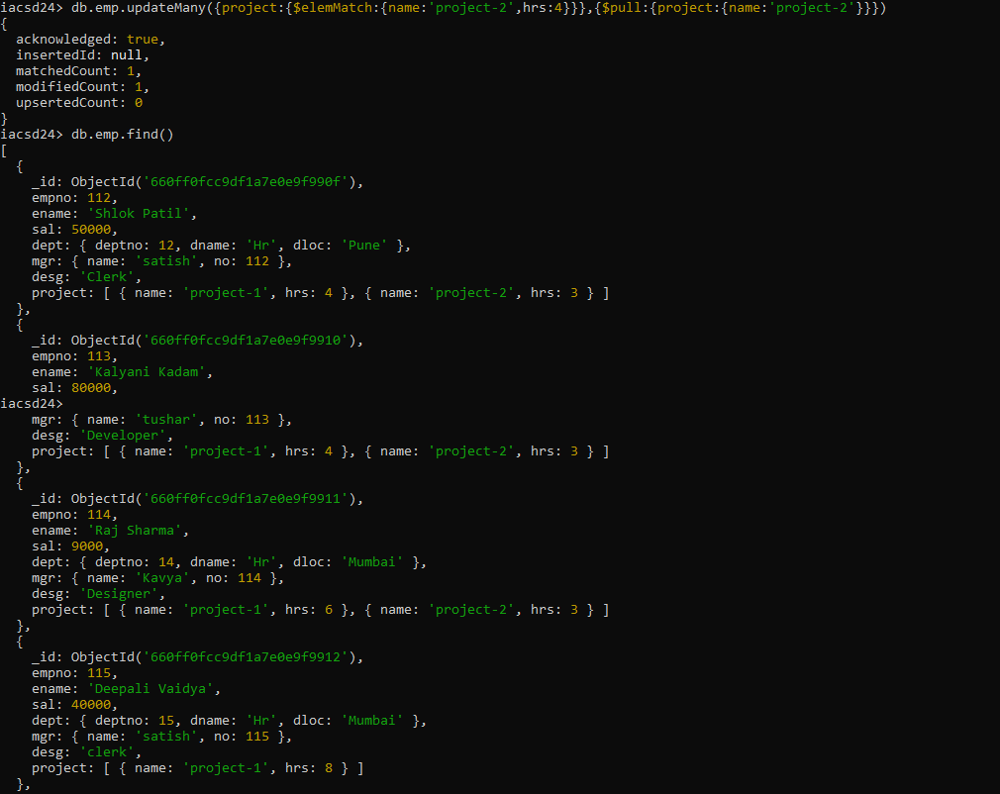 iacsd24> db.emp.updateMany({project:{$elemMatch:{name:'project-2',hrs:4}}},{$pull:{project:{name:'project-2'}}})
{
  acknowledged: true,
  insertedId: null,
  matchedCount: 1,
  modifiedCount: 1,
  upsertedCount: 0
}
iacsd24> db.emp.find()
[
  {
    _id: ObjectId('660ff0fcc9df1a7e0e9f990f'),
    empno: 112,
    ename: 'Shlok Patil',
    sal: 50000,
    dept: { deptno: 12, dname: 'Hr', dloc: 'Pune' },
    mgr: { name: 'satish', no: 112 },
    desg: 'Clerk',
    project: [ { name: 'project-1', hrs: 4 }, { name: 'project-2', hrs: 3 } ]
  },
  {
    _id: ObjectId('660ff0fcc9df1a7e0e9f9910'),
    empno: 113,
    ename: 'Kalyani Kadam',
    sal: 80000,
iacsd24>
    mgr: { name: 'tushar', no: 113 },
    desg: 'Developer',
    project: [ { name: 'project-1', hrs: 4 }, { name: 'project-2', hrs: 3 } ]
  },
  {
    _id: ObjectId('660ff0fcc9df1a7e0e9f9911'),
    empno: 114,
    ename: 'Raj Sharma',
    sal: 9000,
    dept: { deptno: 14, dname: 'Hr', dloc: 'Mumbai' },
    mgr: { name: 'Kavya', no: 114 },
    desg: 'Designer',
    project: [ { name: 'project-1', hrs: 6 }, { name: 'project-2', hrs: 3 } ]
  },
  {
    _id: ObjectId('660ff0fcc9df1a7e0e9f9912'),
    empno: 115,
    ename: 'Deepali Vaidya',
    sal: 40000,
    dept: { deptno: 15, dname: 'Hr', dloc: 'Mumbai' },
    mgr: { name: 'satish', no: 115 },
    desg: 'clerk',
    project: [ { name: 'project-1', hrs: 8 } ]
  },